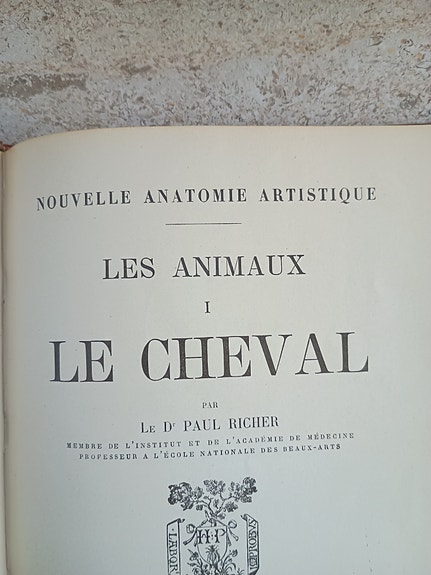 NOUVELLE ANATOMIE ARTISTIQUE
LES ANIMAUX
I
LE CHEVAL
PAR
LE Dr PAUL RICHER
MEMBRE DE L'INSTITUT ET DE L'ACADÉMIE DE MÉDECINE
PROFESSEUR A L'ÉCOLE NATIONALE DES BEAUX-ARTS
H P